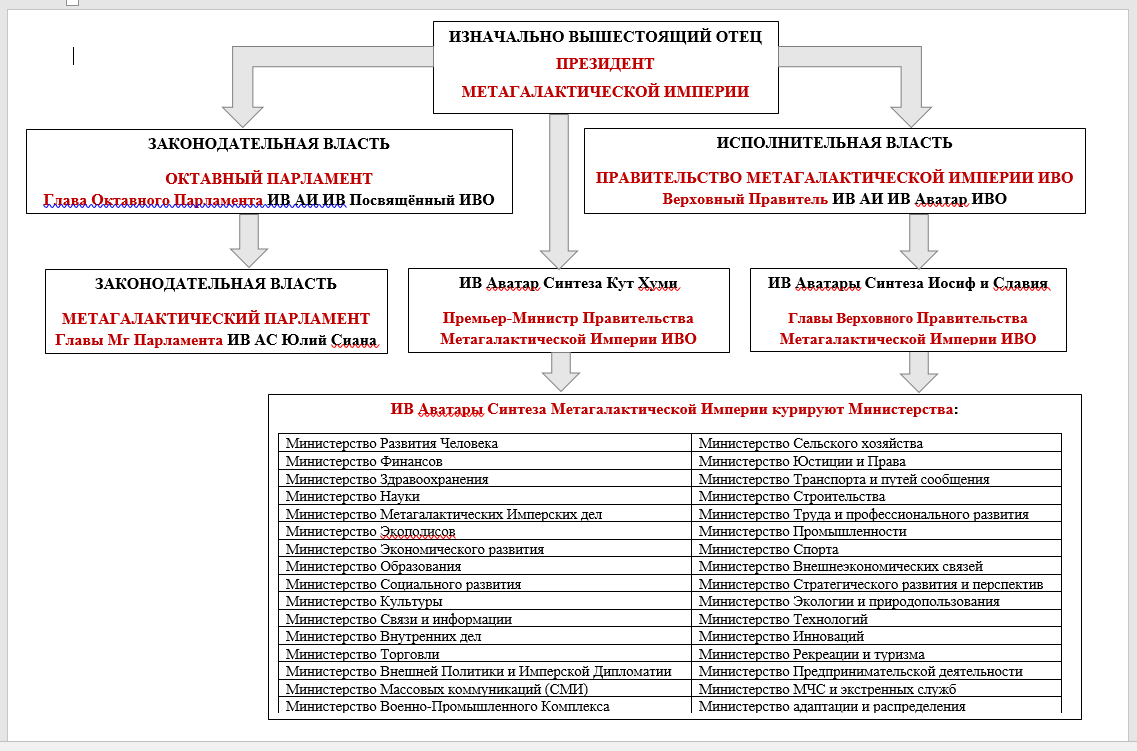 ИЗНАЧАЛЬНО ВЫШЕСТОЯЩИЙ ОТЕЦ
ПРЕЗИДЕНТ
МЕТАГАЛАКТИЧЕСКОЙ ИМПЕРИИ
ЗАКОНОДАТЕЛЬНАЯ ВЛАСТЬ
ОКТАВНЫЙ ПАРЛАМЕНТ
Глава Октавного Парламента ИВ АИ ИВ Посвящённый ИВО
ИСПОЛНИТЕЛЬНАЯ ВЛАСТЬ
ПРАВИТЕЛЬСТВО МЕТАГАЛАКТИЧЕСКОЙ ИМПЕРИИ ИВО
Верховный Правитель ИВ АИ ИВ Аватар ИВО
ЗАКОНОДАТЕЛЬНАЯ ВЛАСТЬ
МЕТАГАЛАКТИЧЕСКИЙ ПАРЛАМЕНТ
Главы Мг Парламента ИВ АС Юлий Сиана
ИВ Аватар Синтеза Кут Хуми
Премьер-Министр Правительства
Метагалактической Империи ИВО
ИВ Аватары Синтеза Иосиф и Славия
Главы Верховного Правительства
Метагалактической Империи ИВО
ИВ Аватары Синтеза Метагалактической Империи курируют Министерства:
Министерство Развития Человека
Министерство Сельского хозяйства
Министерство Финансов
Министерство Юстиции и Права
Министерство Здравоохранения
Министерство Транспорта и путей сообщения
Министерство Науки
Министерство Строительства
Министерство Метагалактических Имперских дел
Министерство Труда и профессионального развития
Министерство Экополисов
Министерство Промышленности
Министерство Экономического развития
Министерство Спорта
Министерство Образования
Министерство Внешнеэкономических связей
Министерство Социального развития
Министерство Стратегического развития и перспектив
Министерство Культуры
Министерство Экологии и природопользования
Министерство Связи и информации
Министерство Технологий
Министерство Внутренних дел
Министерство Инноваций
Министерство Торговли
Министерство Рекреации и туризма
Министерство Внешней Политики и Имперской Дипломатии
Министерство Предпринимательской деятельности
Министерство Массовых коммуникаций (СМИ)
Министерство МЧС и экстренных служб
Министерство Военно-Промышленного Комплекса
Министерство адаптации и распределения